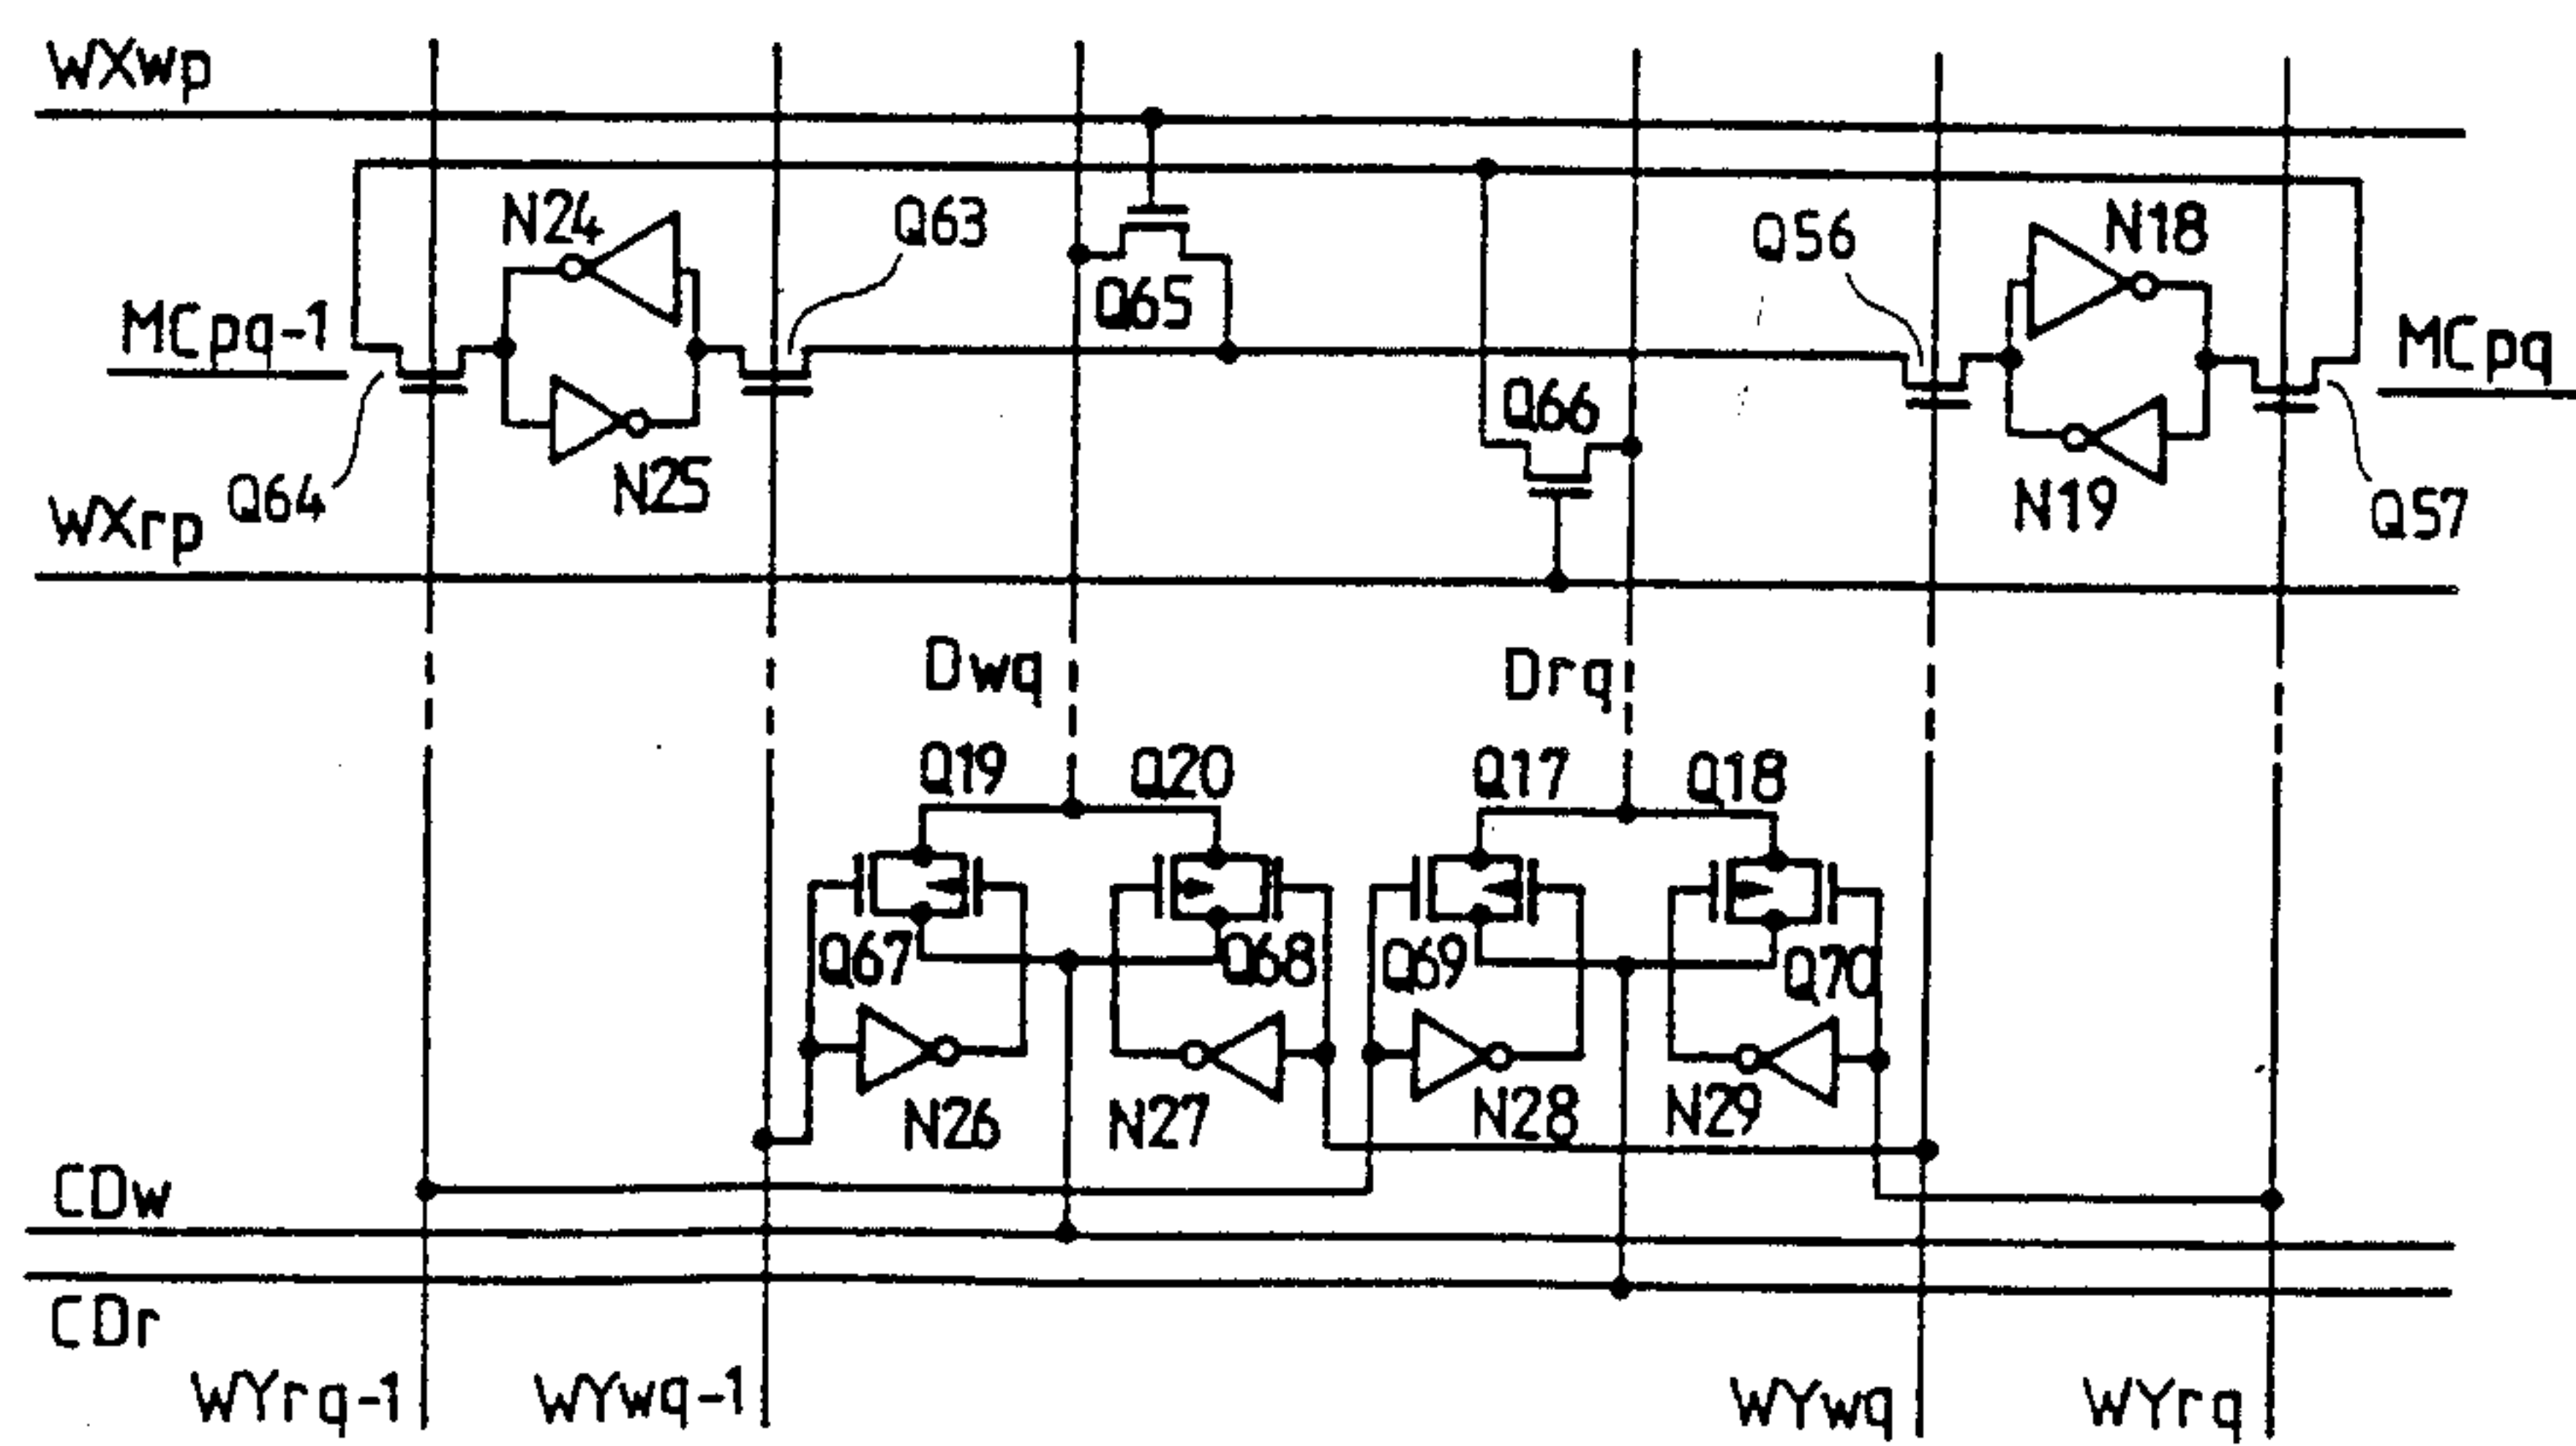 WXwp
N24
Q63
Q65
Q56
N18
MCpq-1
MCpq
Q66
Q64
N25
N19
Q57
WXrp
Dwq
Drq
Q19
Q20
Q17
Q18
Q67
Q68
Q69
Q70
N26
N27
N28
N29
CDw
CDr
WYrq-1
WYwq-1
WYwq
WYrq